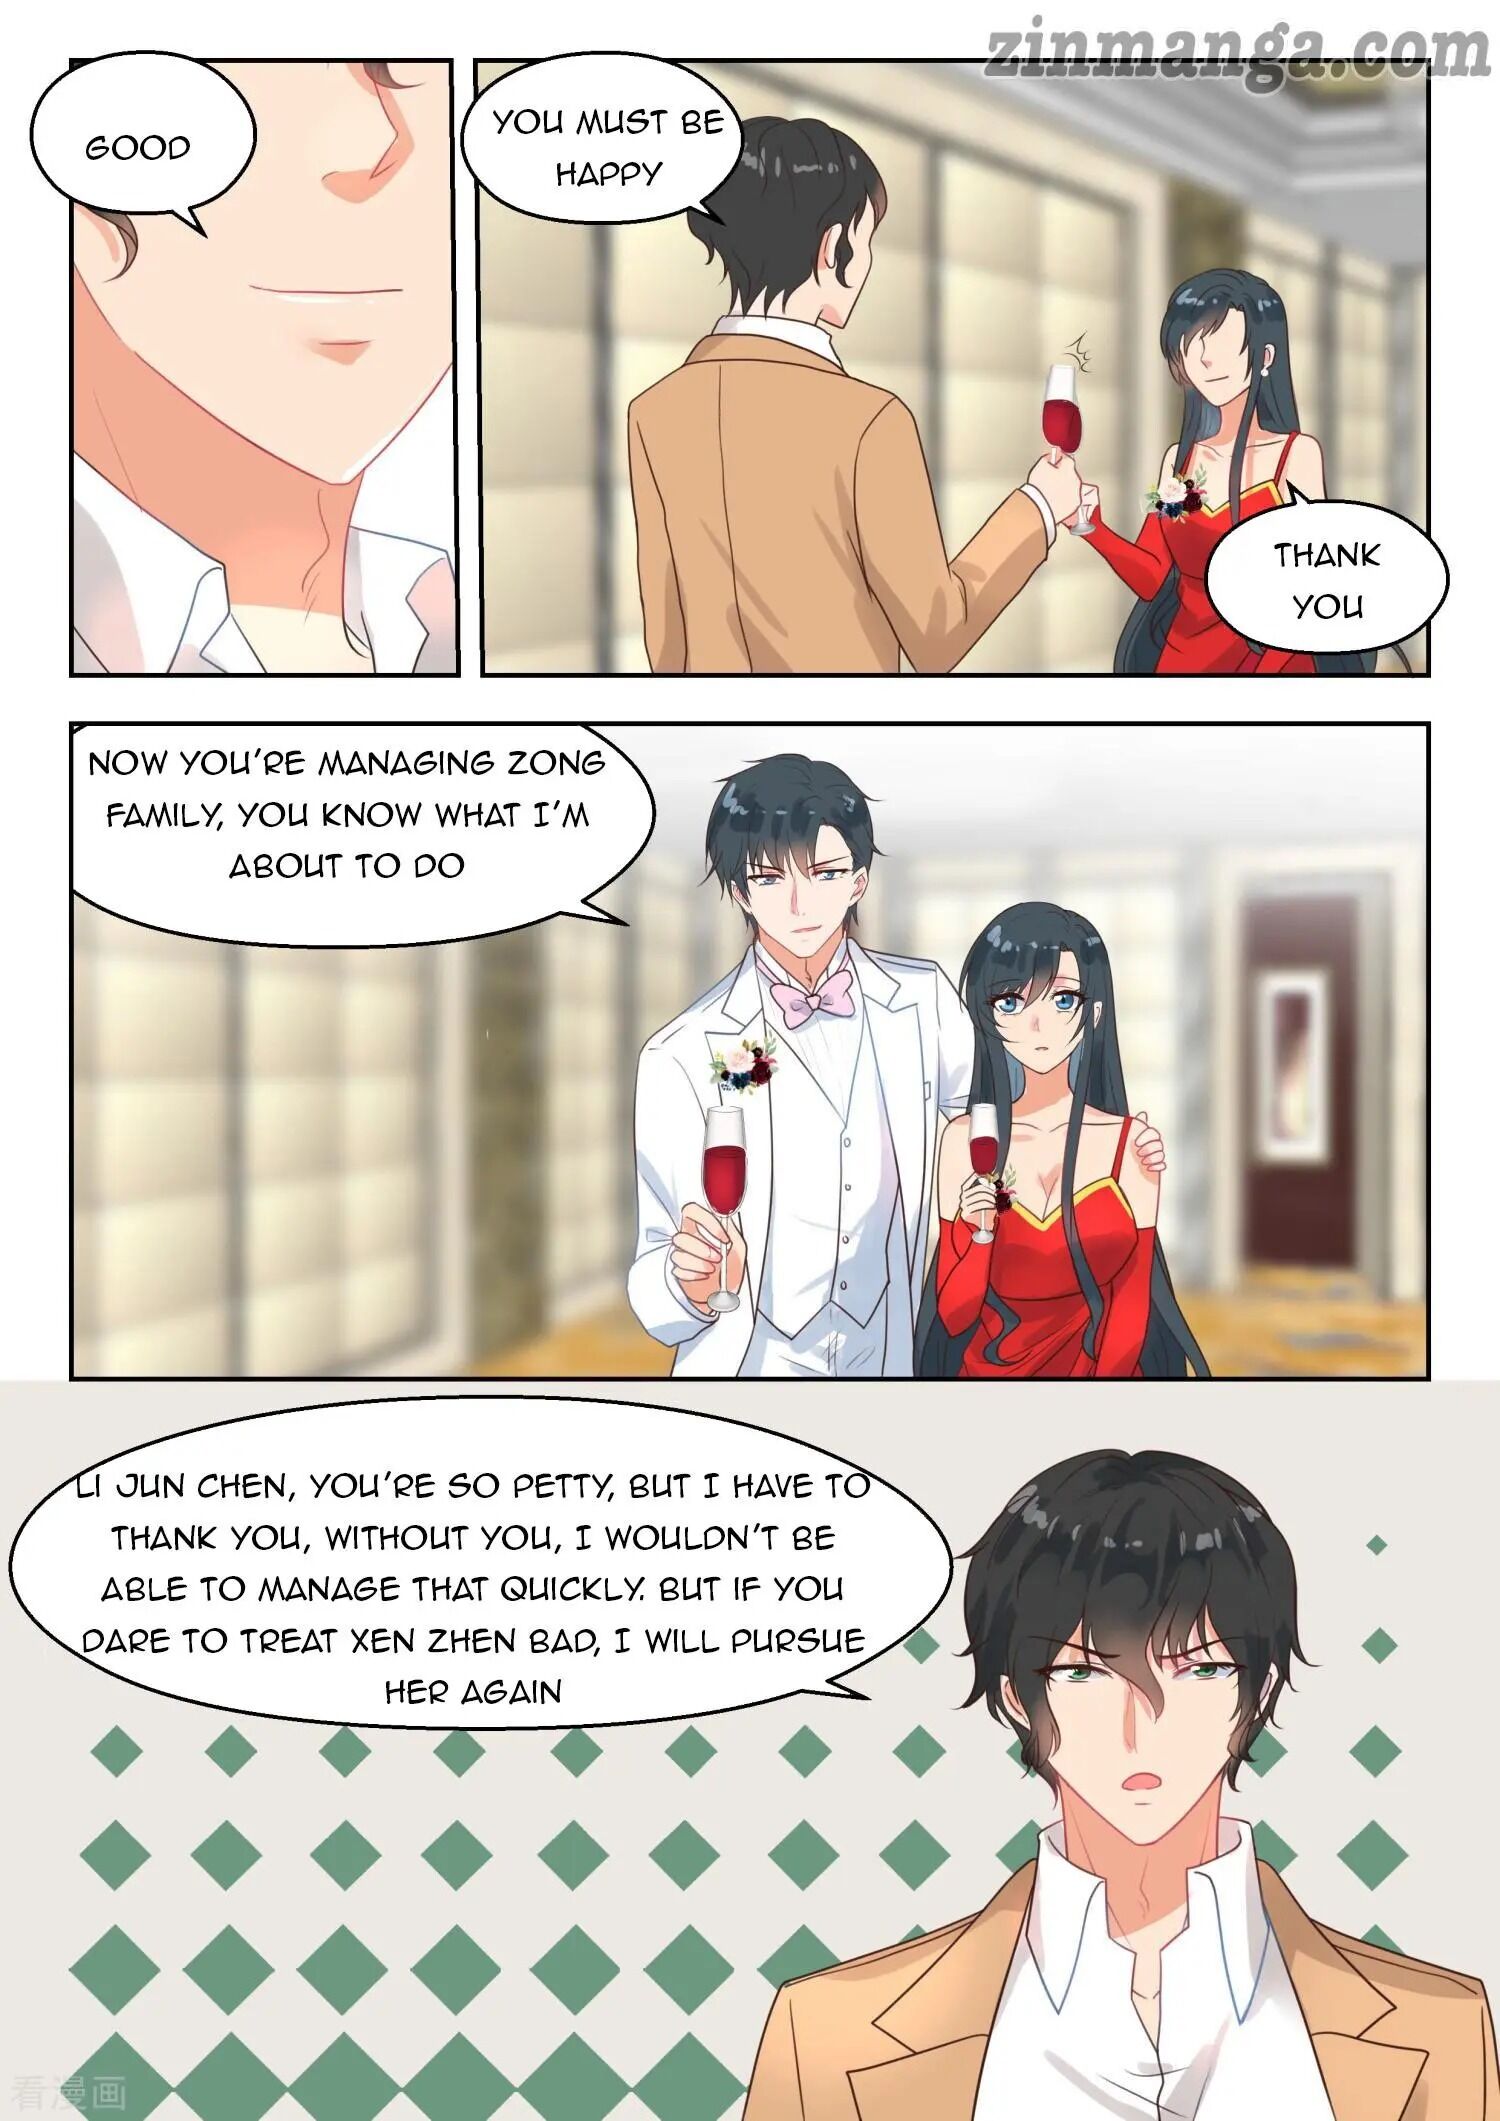 zinmanga.com
GOOD
YOU MUST BE
HAPPY
THANK
YOU
NOW YOU'RE MANAGING ZONG
FAMILY, YOU KNOW WHAT I'M
ABOUT TO DO
LI JUN CHEN, YOU'RE SO PETTY, BUT I HAVE TO
THANK YOU, WITHOUT YOU, I WOULDN'T BE
ABLE TO MANAGE THAT QUICKLY. BUT IF YOU
DARE TO TREAT XEN ZHEN BAD, I WILL PURSUE
HER AGAIN
看漫画